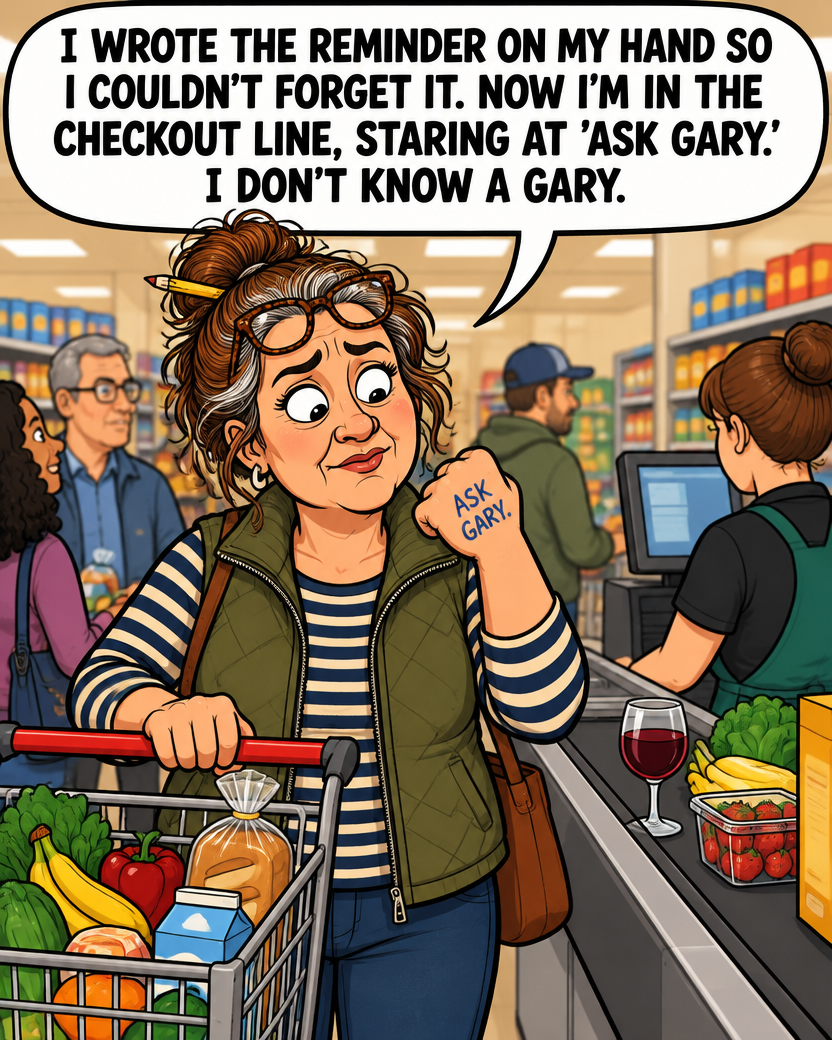 I WROTE THE REMINDER ON MY HAND SO
I COULDN'T FORGET IT. NOW I'M IN THE
CHECKOUT LINE, STARING AT 'ASK GARY.'
I DON'T KNOW A GARY.
ASK
GARY.